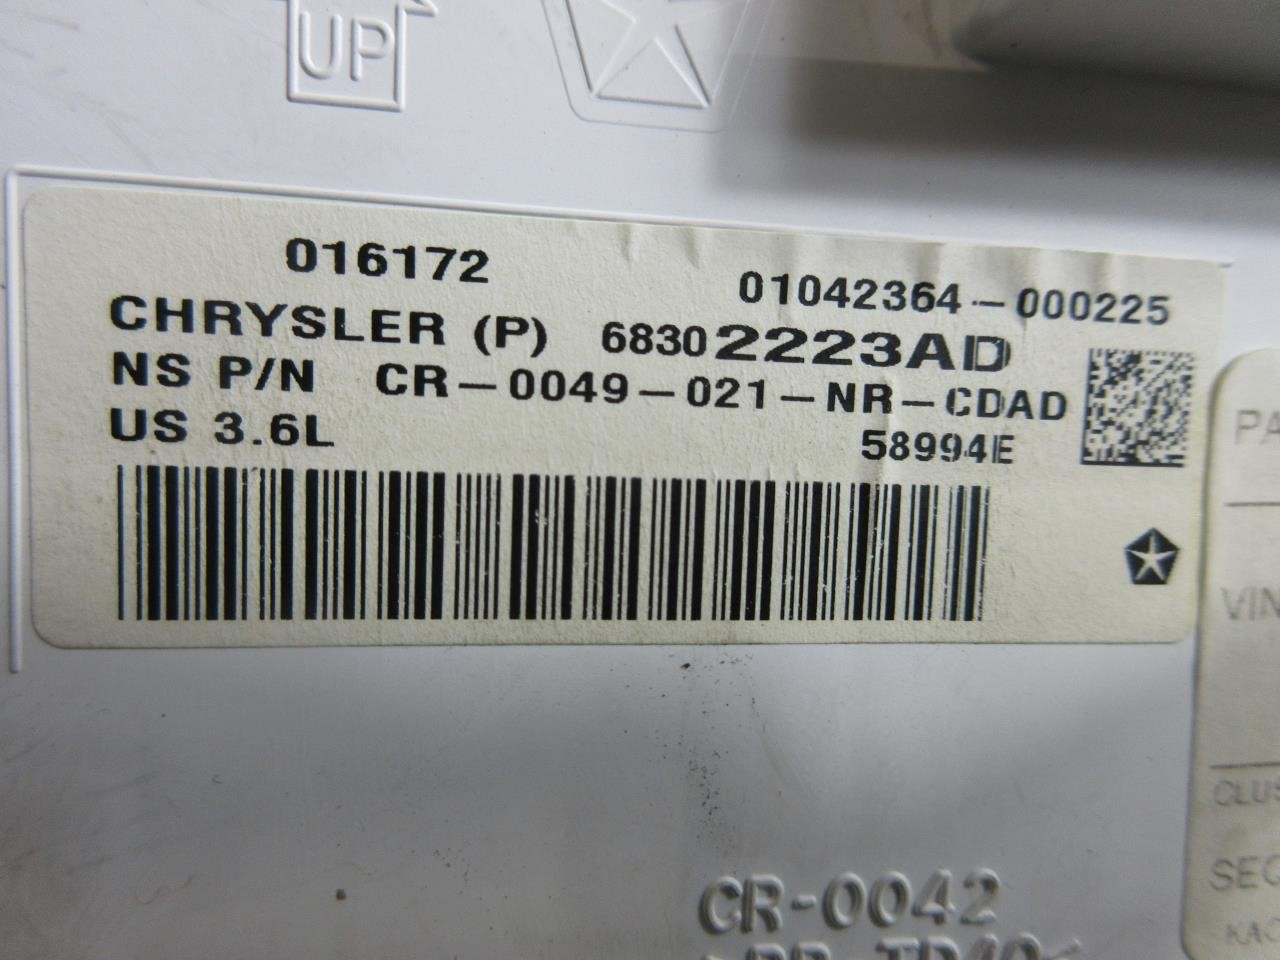 UP
016172
01042364-000225
CHRYSLER (P) 68302223AD
NS P/N CR-0049-021-NR-CDAD
US 3.6L
58994E
VIN
CR-0042